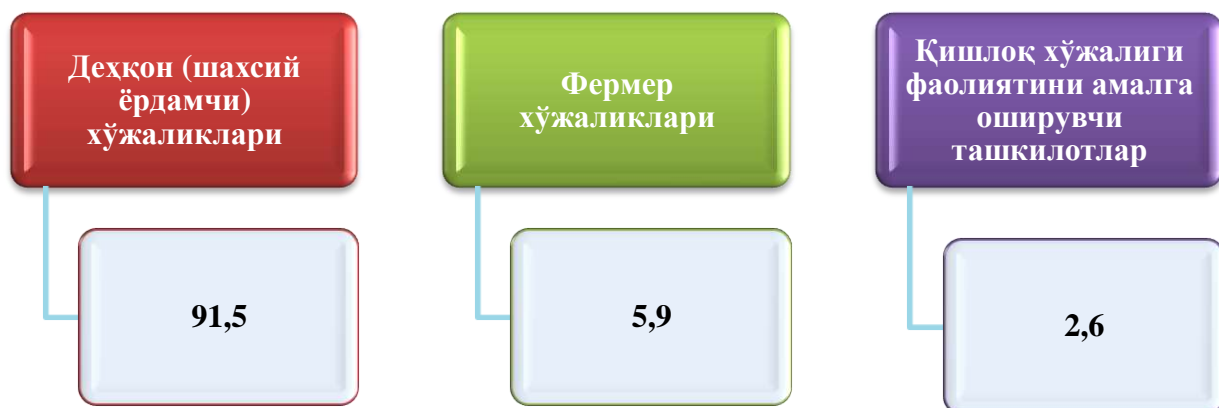 Деҳқон (шахсий
ёрдамчи)
хўжаликлари
91,5
Фермер
хўжаликлари
5,9
Қишлоқ хўжалиги
фаолиятини амалга
оширувчи
ташкилотлар
2,6